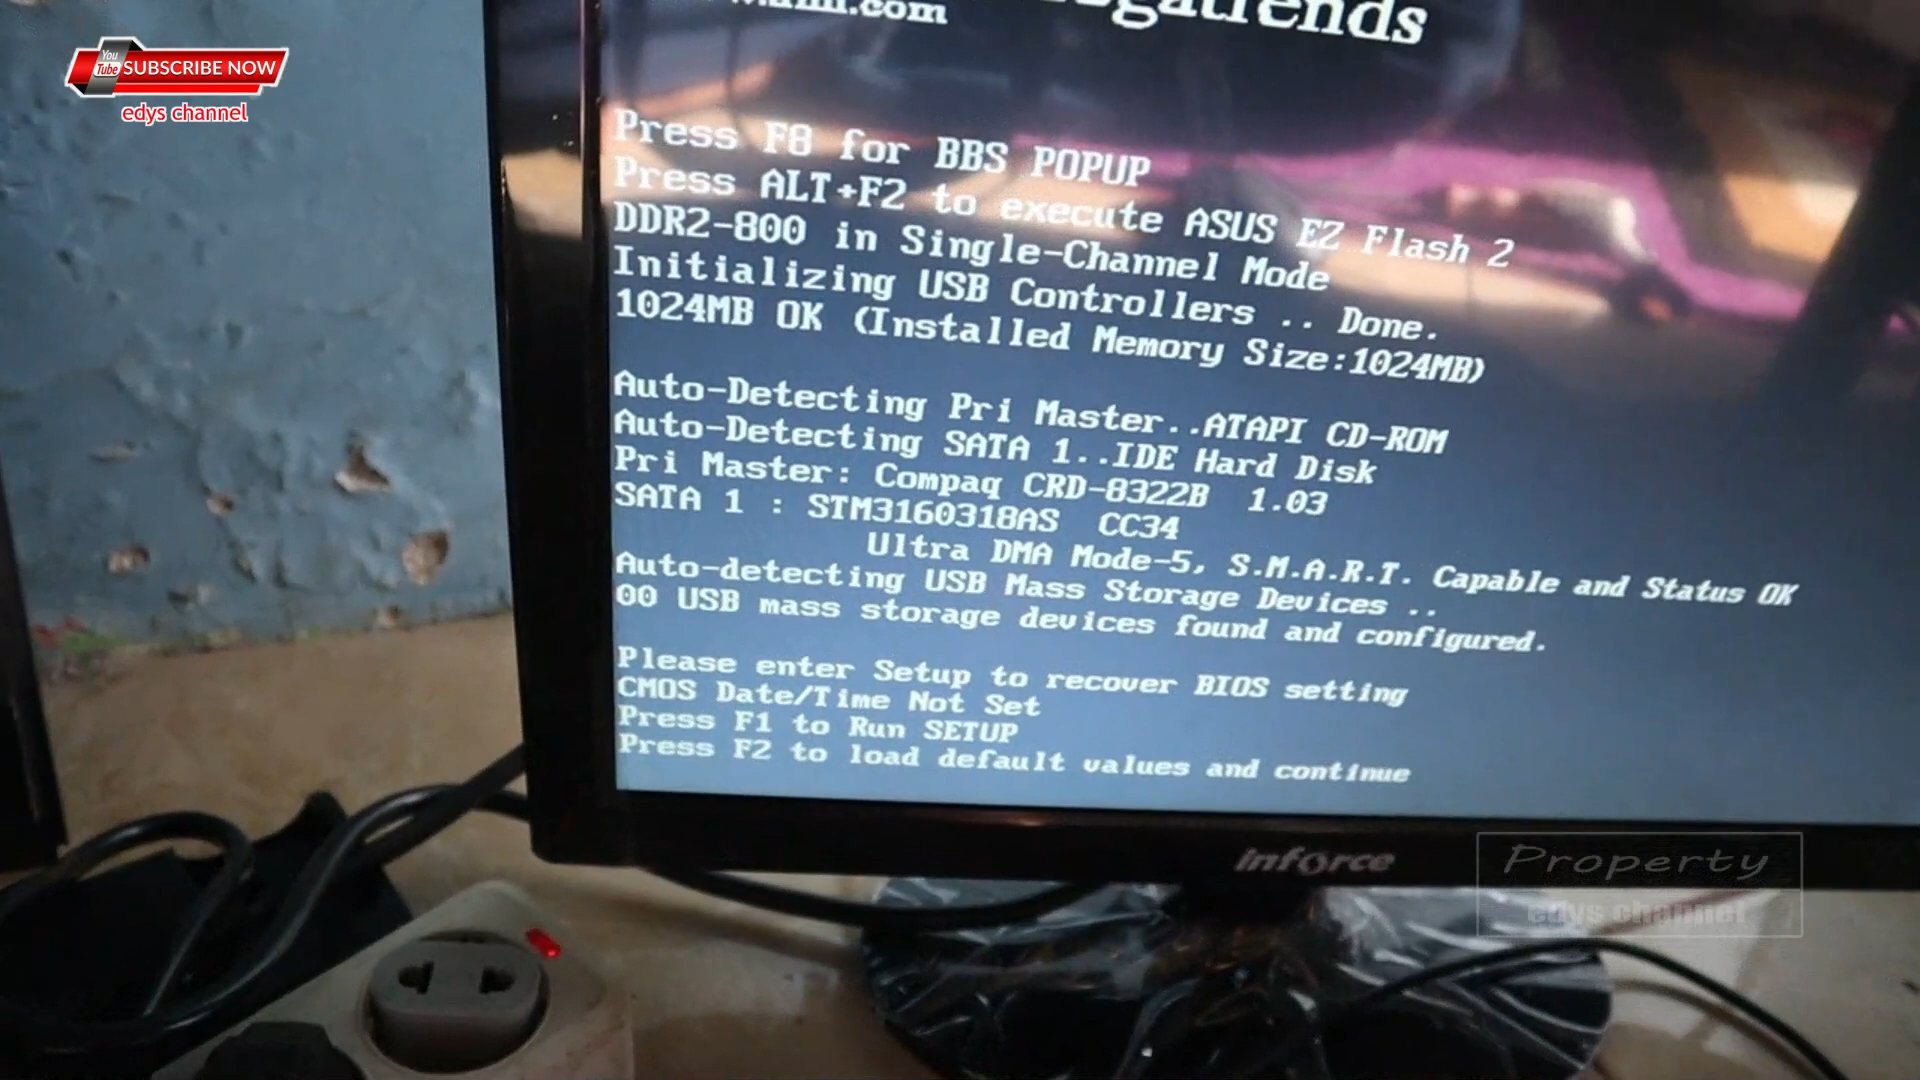 You
Tube
SUBSCRIBE NOW
edys channel
Press F8 for BBS POPUP
Press ALT+F2 to execute ASUS EZ Flash 2
DDR2-800 in Single-Channel Mode
Initializing USB Controllers .. Done.
1024MB OK (Installed Memory Size:1024MB)
Auto-Detecting Pri Master..ATAPI CD-ROM
Auto-Detecting SATA 1..IDE Hard Disk
Pri Master: Compaq CRD-8322B 1.03
SATA 1 : STM3160318AS CC34
Ultra DMA Mode-5, S.M.A.R.T. Capable and Status OK
Auto-detecting USB Mass Storage Devices ..
00 USB mass storage devices found and configured.
Please enter Setup to recover BIOS setting
CMOS Date/Time Not Set
Press F1 to Run SETUP
Press F2 to load default values and continue
inforce
Property
edys channel